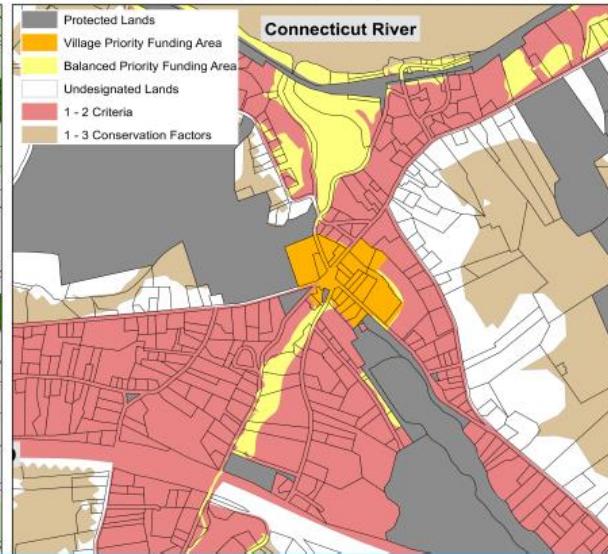 Protected Lands
Village Priority Funding Area
Balanced Priority Funding Area
Undesignated Lands
1 - 2 Criteria
1 - 3 Conservation Factors
Connecticut River